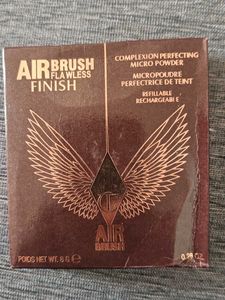 AIRBRUSH
FLAWLESS
FINISH
COMPLEXION PERFECTING
MICRO POWDER
MICROPOUDRE
PERFECTRICE DE TEINT
REFILLABLE
RECHARGEABLE
AIR
BRUSH
POIDS NET WT. 8 G ℮
OZ.